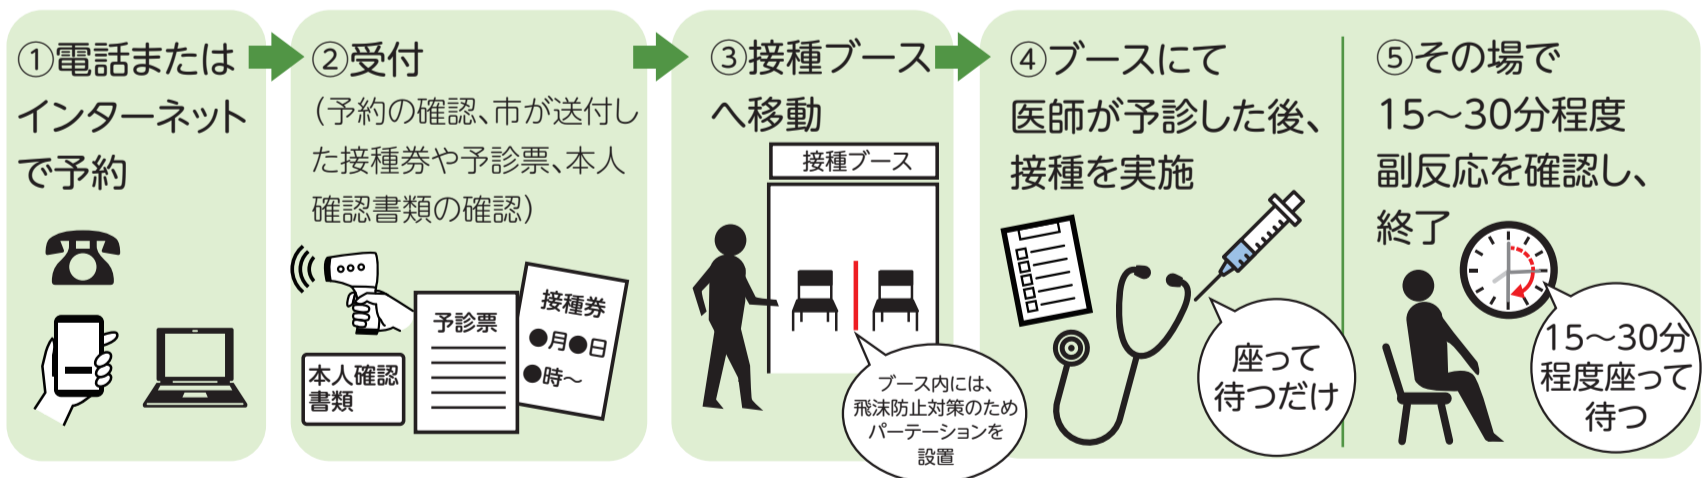 ①電話または
インターネット
で予約
②受付
（予約の確認、市が送付し
た接種券や予診票、本人
確認書類の確認）
本人確認
書類
予診票
接種券
●月●日
●時～
③接種ブース
へ移動
接種ブース
ブース内には、
飛沫防止対策のため
パーテーションを
設置
④ブースにて
医師が予診した後、
接種を実施
座って
待つだけ
⑤その場で
15～30分程度
副反応を確認し、
終了
15～30分
程度座って
待つ